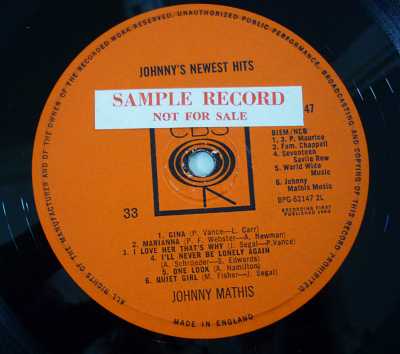 ALL RIGHTS OF THE MANUFACTURER AND OF THE OWNER OF THE RECORDED WORK RESERVED. UNAUTHORIZED PUBLIC PERFORMANCE, BROADCASTING AND COPYING OF THIS RECORD PROHIBITED.
JOHNNY'S NEWEST HITS
SAMPLE RECORD
NOT FOR SALE
47
CBS
BIEM/NCB
1. J. P. Maurice
2. Fam. Chappell
4. Seventeen
Savile Row
5. World Wide
Music
6. Johnny
Mathis Music
BPG-62147 2L
RECORDING FIRST
PUBLISHED
33
1. GINA (P. Vance—L. Carr)
2. MARIANNA (P. F. Webster—A. Newman)
3. I LOVE HER THAT'S WHY (J. Segal—P.Vance)
4. I'LL NEVER BE LONELY AGAIN
(A. Schroeder—S. Edwards)
5. ONE LOOK (A. Hamilton)
6. QUIET GIRL (M. Fisher—J. Segal)
JOHNNY MATHIS
MADE IN ENGLAND